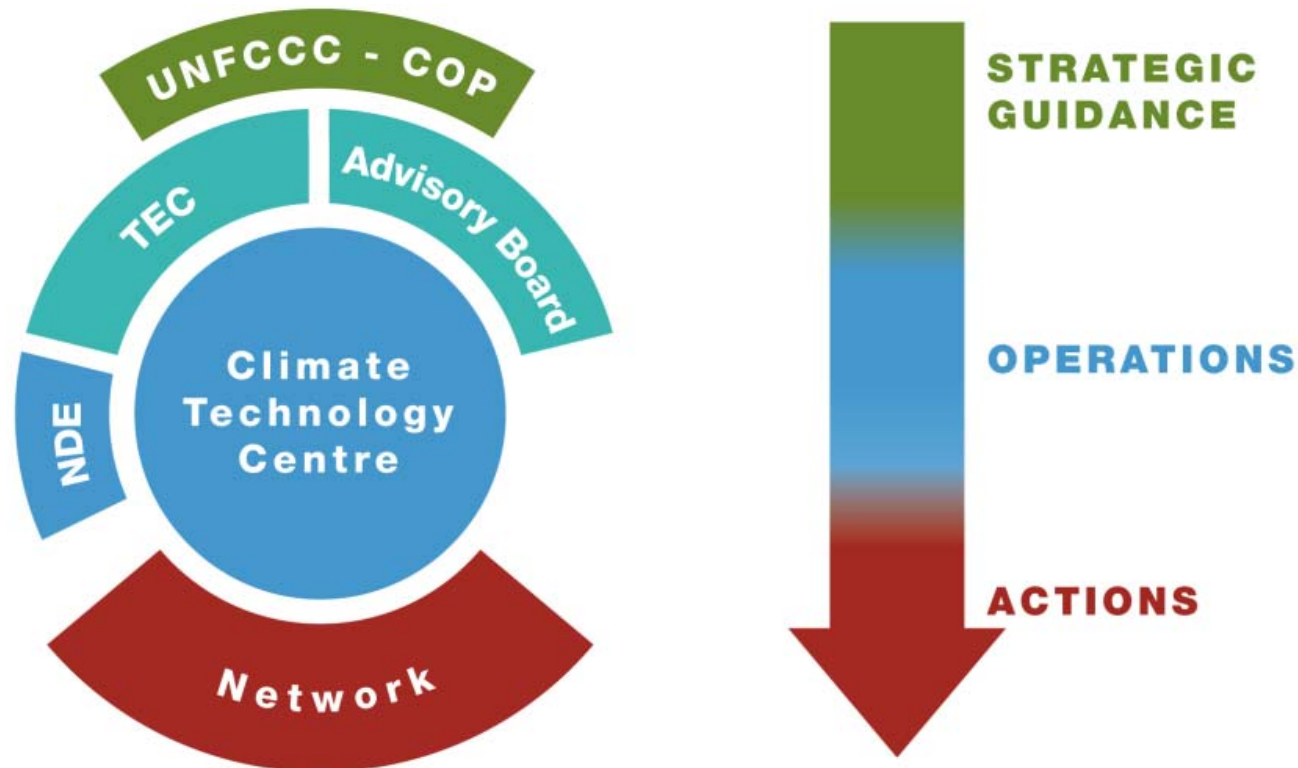 UNFCCC - COP
TEC
Advisory Board
NDE
Climate
Technology
Centre
Network
STRATEGIC
GUIDANCE
OPERATIONS
ACTIONS